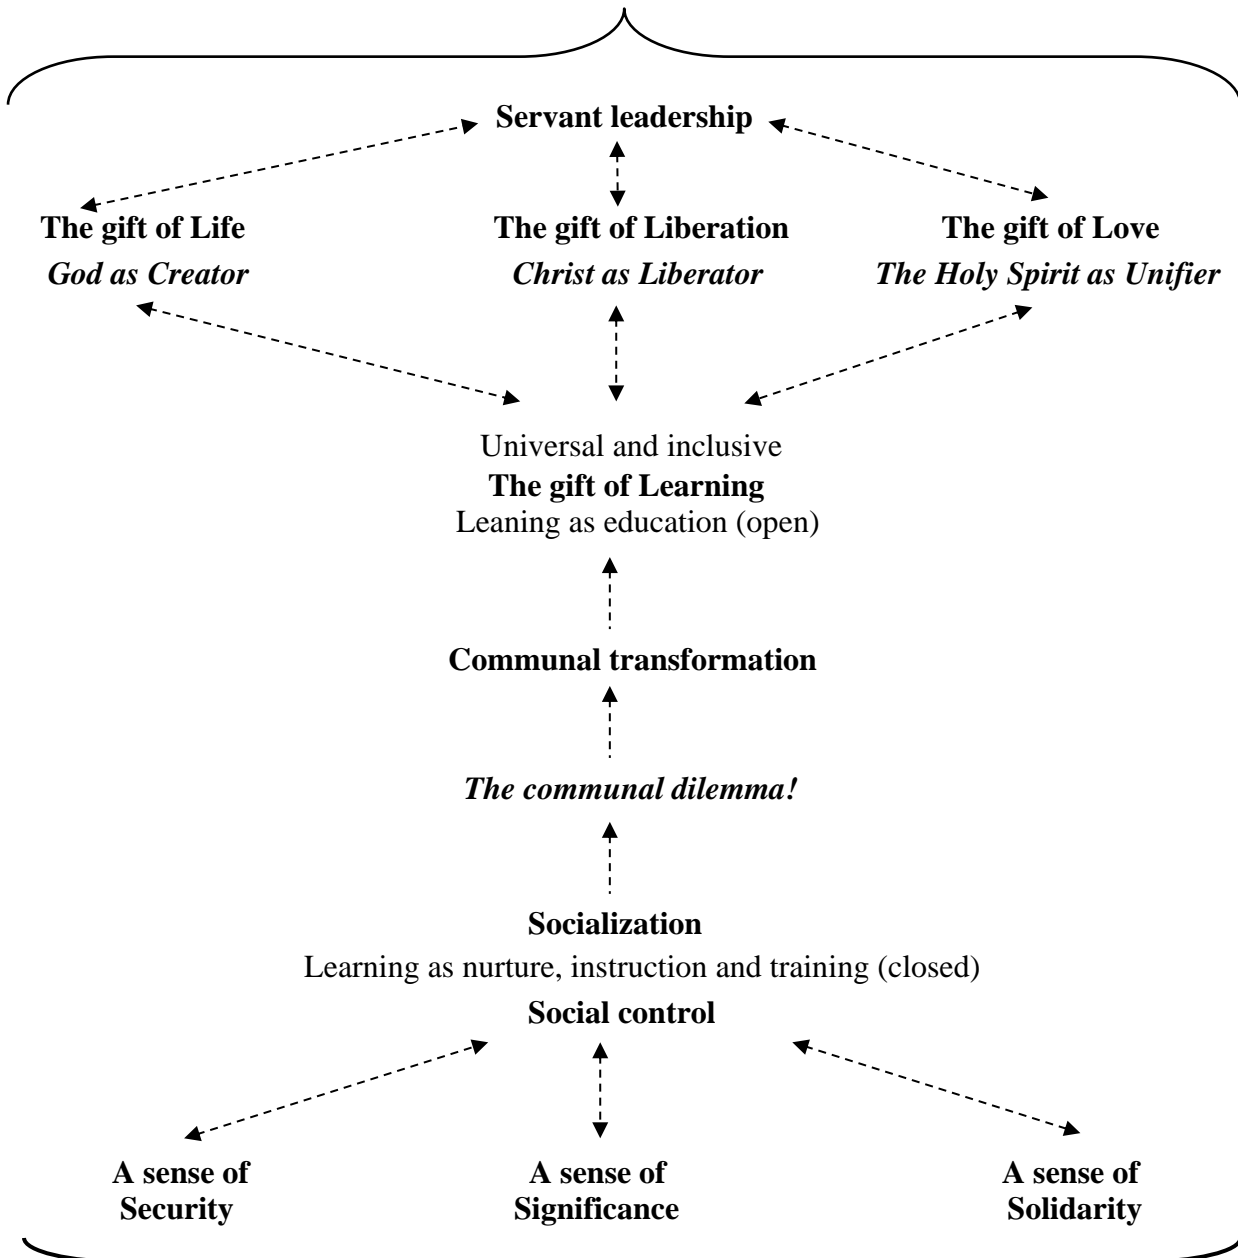 Servant leadership
The gift of Life
The gift of Liberation
The gift of Love
God as Creator
Christ as Liberator
The Holy Spirit as Unifier
Universal and inclusive
The gift of Learning
Leaning as education (open)
Communal transformation
The communal dilemma!
Socialization
Learning as nurture, instruction and training (closed)
Social control
A sense of
Security
A sense of
Significance
A sense of
Solidarity